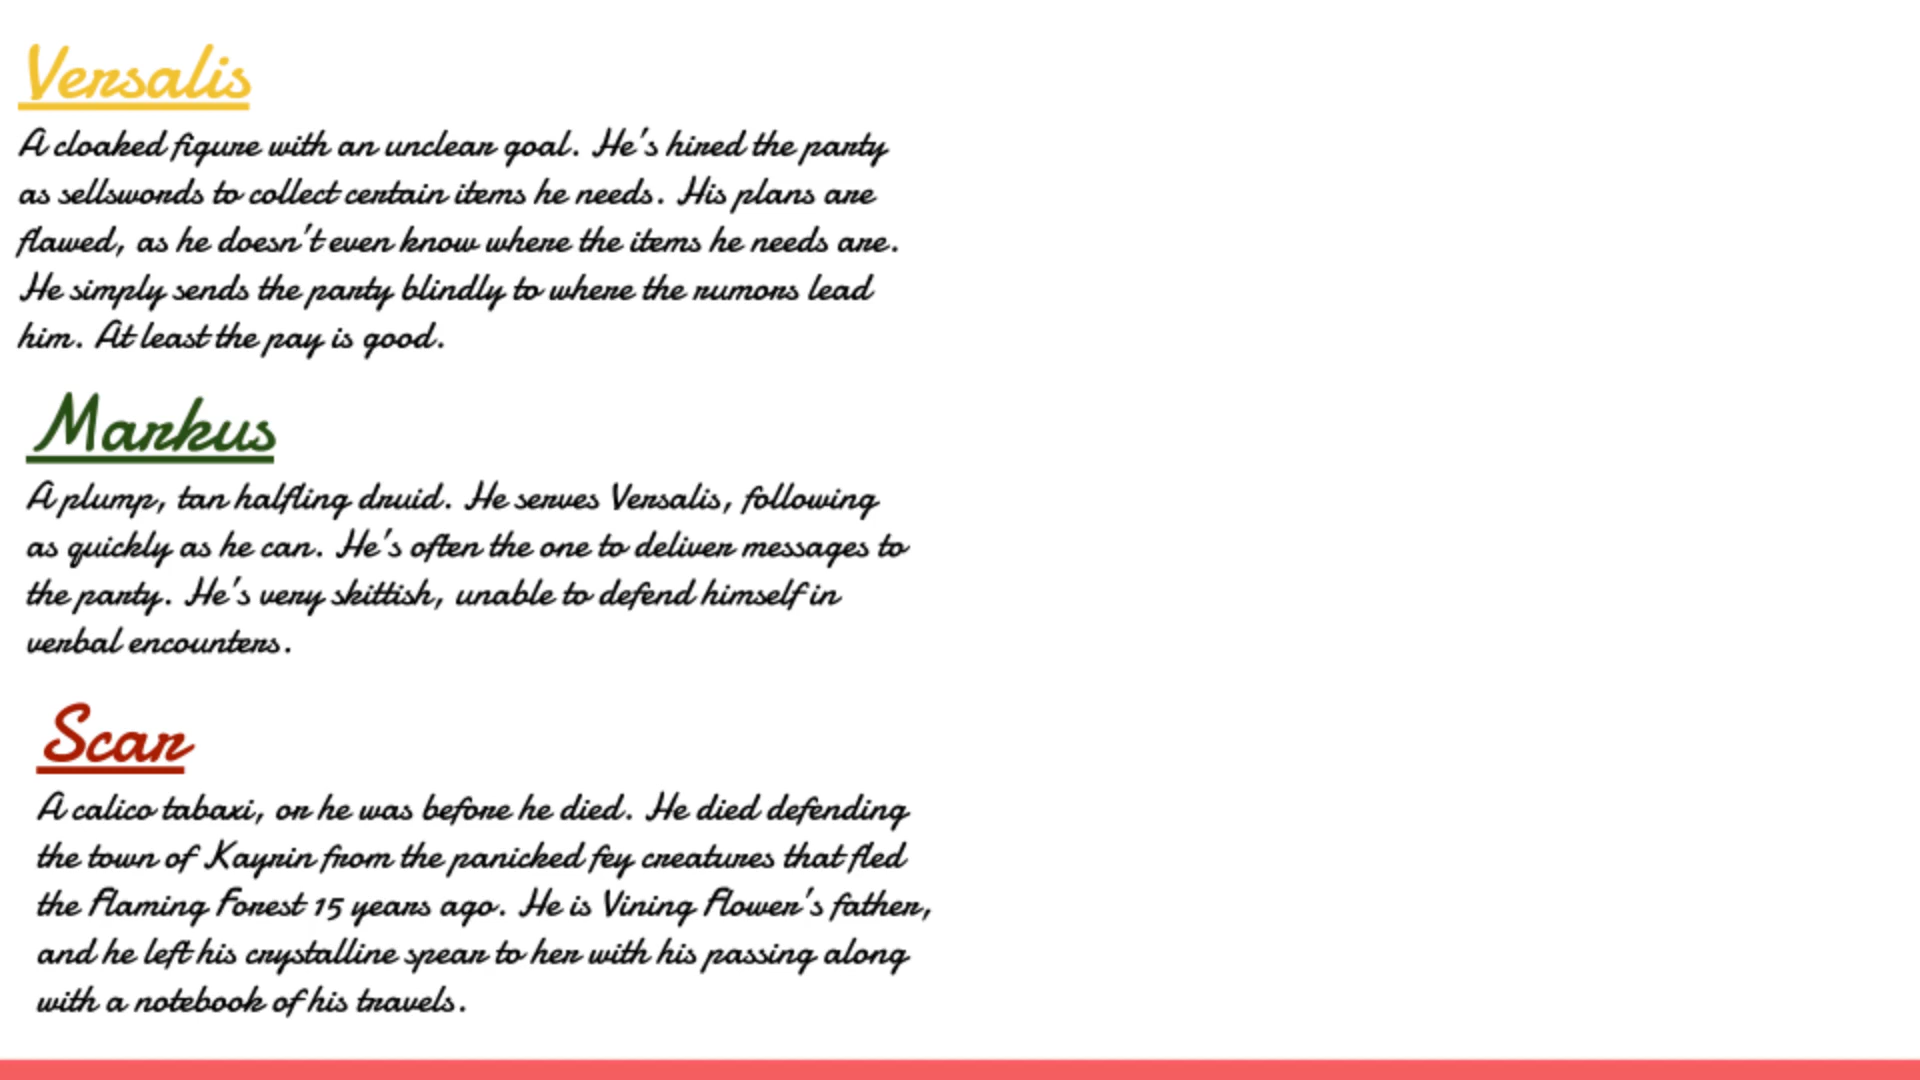 Versalis
A cloaked figure with an unclear goal. He's hired the party
as sellswords to collect certain items he needs. His plans are
flawed, as he doesn't even know where the items he needs are.
He simply sends the party blindly to where the rumors lead
him. At least the pay is good.
Markus
A plump, tan halfling druid. He serves Versalis, following
as quickly as he can. He's often the one to deliver messages to
the party. He's very skittish, unable to defend himself in
verbal encounters.
Scar
A calico tabaxi, or he was before he died. He died defending
the town of Kayrin from the panicked fey creatures that fled
the Flaming Forest 15 years ago. He is Vining Flower's father,
and he left his crystalline spear to her with his passing along
with a notebook of his travels.